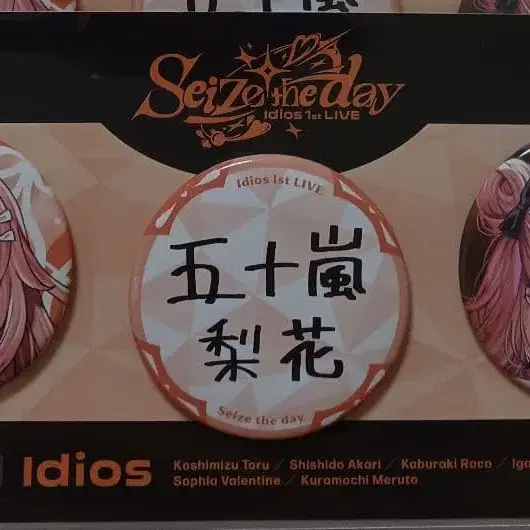 Seize the day
Idios 1st LIVE
Idios 1st LIVE
五十嵐
梨花
Seize the day
Idios
Koshimizu Toru / Shishido Akari / Kaburaki Roco / Iga
Sophia Valentine / Kuramochi Meruto